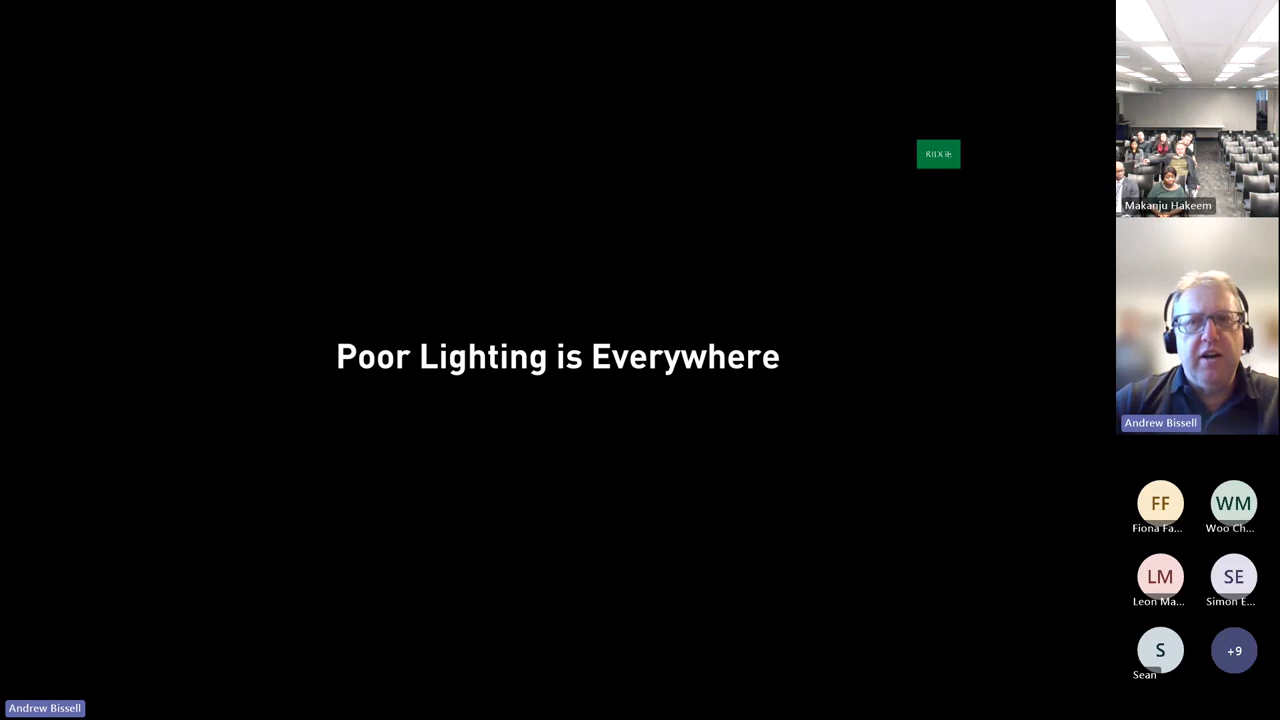 RIDGE
Poor Lighting is Everywhere
Andrew Bissell
Makanju Hakeem
Andrew Bissell
FF
WM
Fiona Fa...
Woo Ch...
LM
SE
Leon Ma...
Simon E...
S
+9
Sean